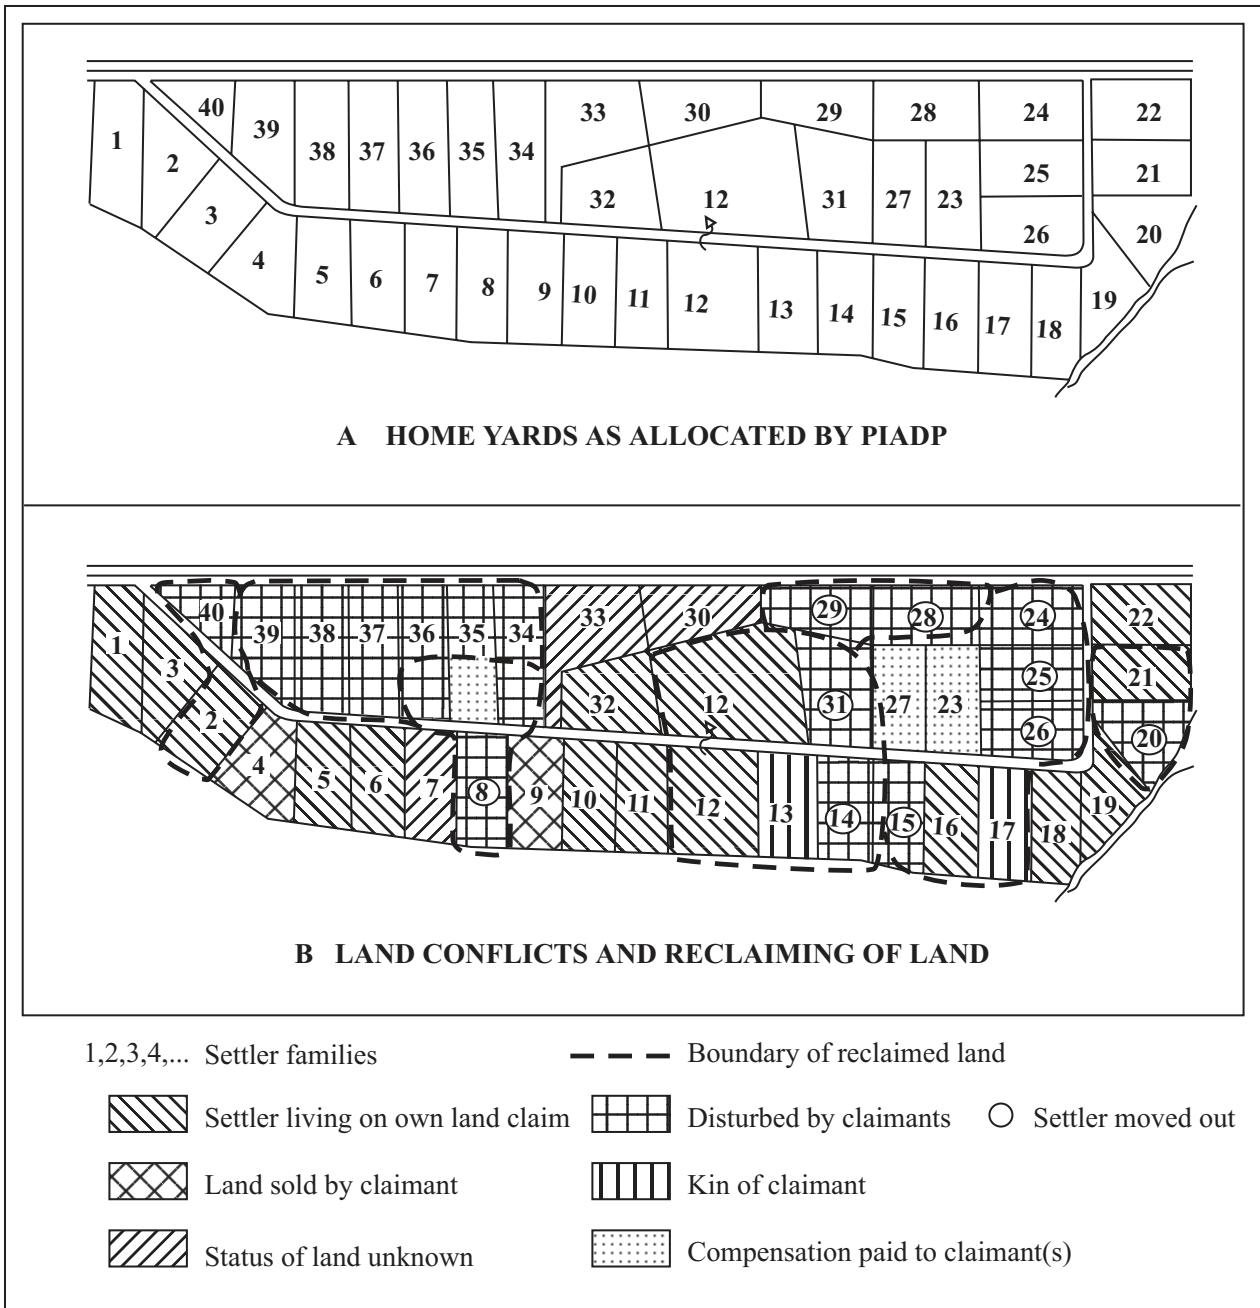 40 33 30 29 28 24 22
1 39
38 37 36 35 34
2 25 21
3 32 12 31 27 23
4 26 20
5 6 7 8 9 10 11 12 13 14 15 16 17 18 19
A HOME YARDS AS ALLOCATED BY PIADP
40 33 30 29 28 24 22
1 39 38 37 36 35 34
3 25 21
2 32 12 31 27 23
4 26 20
5 6 7 8 9 10 11 12 13 14 15 16 17 18 19
B LAND CONFLICTS AND RECLAIMING OF LAND
1,2,3,4,... Settler families
Boundary of reclaimed land
Settler living on own land claim
Disturbed by claimants
Settler moved out
Land sold by claimant
Kin of claimant
Status of land unknown
Compensation paid to claimant(s)